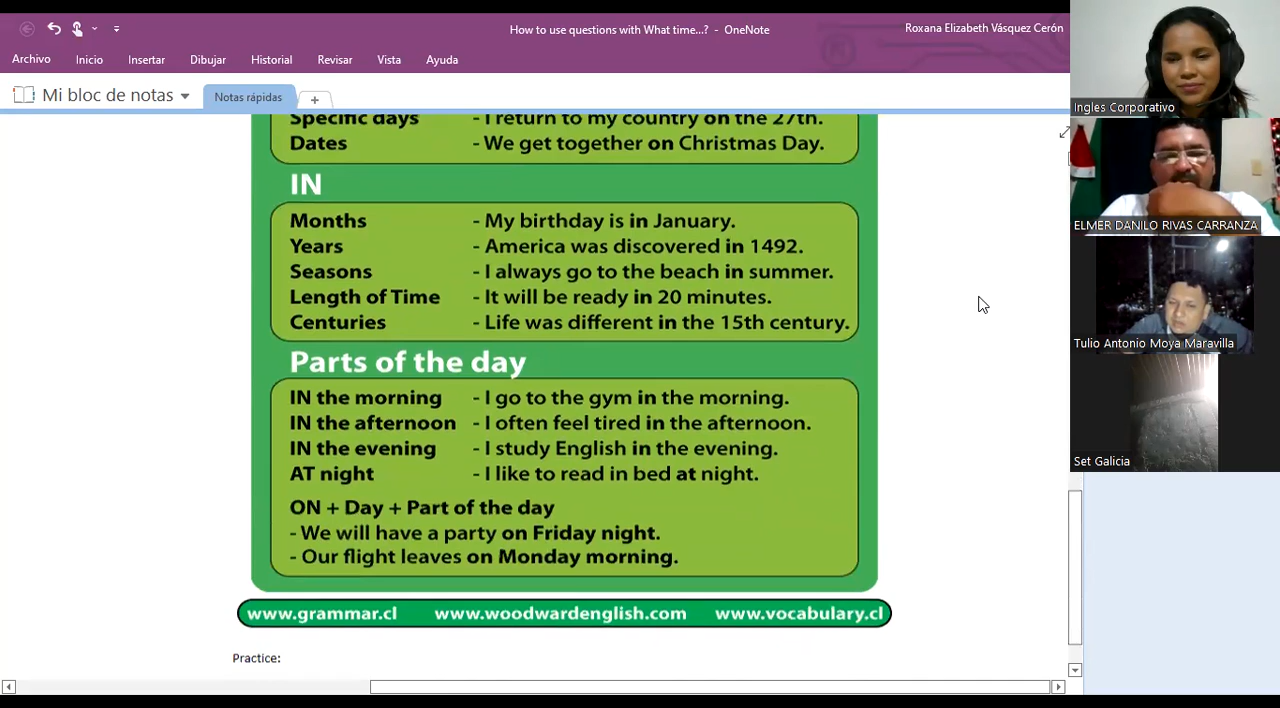 How to use questions with What time...? - OneNote
Roxana Elizabeth Vásquez Cerón
Archivo Inicio Insertar Dibujar Historial Revisar Vista Ayuda
Mi bloc de notas Notas rápidas
Specific days - I return to my country on the 27th.
Dates - We get together on Christmas Day.
IN
Months - My birthday is in January.
Years - America was discovered in 1492.
Seasons - I always go to the beach in summer.
Length of Time - It will be ready in 20 minutes.
Centuries - Life was different in the 15th century.
Parts of the day
IN the morning - I go to the gym in the morning.
IN the afternoon - I often feel tired in the afternoon.
IN the evening - I study English in the evening.
AT night - I like to read in bed at night.
ON + Day + Part of the day
- We will have a party on Friday night.
- Our flight leaves on Monday morning.
www.grammar.cl www.woodwardenglish.com www.vocabulary.cl
Practice:
Ingles Corporativo
ELMER DANILO RIVAS CARRANZA
Tulio Antonio Moya Maravilla
Set Galicia